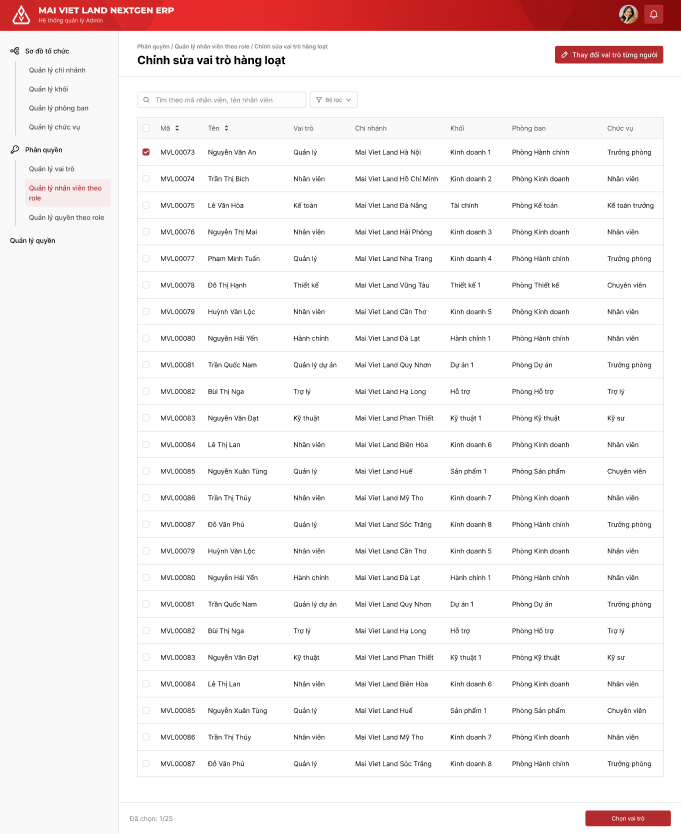 MAI VIET LAND NEXTGEN ERP
Hệ thống quản lý Admin
Sơ đồ tổ chức
Quản lý chi nhánh
Quản lý khối
Quản lý phòng ban
Quản lý chức vụ
Phân quyền
Quản lý vai trò
Quản lý nhân viên theo
role
Quản lý quyền theo role
Quản lý quyền
Phân quyền / Quản lý nhân viên theo role / Chỉnh sửa vai trò hàng loạt
Chỉnh sửa vai trò hàng loạt
Thay đổi vai trò từng người
Tìm theo mã nhân viên, tên nhân viên
Bộ lọc
Mã Tên Vai trò Chi nhánh Khối Phòng ban Chức vụ
MVL00073 Nguyễn Văn An Quản lý Mai Viet Land Hà Nội Kinh doanh 1 Phòng Hành chính Trưởng phòng
MVL00074 Trần Thị Bích Nhân viên Mai Viet Land Hồ Chí Minh Kinh doanh 2 Phòng Kinh doanh Nhân viên
MVL00075 Lê Văn Hòa Kế toán Mai Viet Land Đà Nẵng Tài chính Phòng Kế toán Kế toán trưởng
MVL00076 Nguyễn Thị Mai Nhân viên Mai Viet Land Hải Phòng Kinh doanh 3 Phòng Kinh doanh Nhân viên
MVL00077 Phạm Minh Tuấn Quản lý Mai Viet Land Nha Trang Kinh doanh 4 Phòng Hành chính Trưởng phòng
MVL00078 Đỗ Thị Hạnh Thiết kế Mai Viet Land Vũng Tàu Thiết kế 1 Phòng Thiết kế Chuyên viên
MVL00079 Huỳnh Văn Lộc Nhân viên Mai Viet Land Cần Thơ Kinh doanh 5 Phòng Kinh doanh Nhân viên
MVL00080 Nguyễn Hải Yến Hành chính Mai Viet Land Đà Lạt Hành chính 1 Phòng Hành chính Nhân viên
MVL00081 Trần Quốc Nam Quản lý dự án Mai Viet Land Quy Nhơn Dự án 1 Phòng Dự án Trưởng phòng
MVL00082 Bùi Thị Nga Trợ lý Mai Viet Land Hạ Long Hỗ trợ Phòng Hỗ trợ Trợ lý
MVL00083 Nguyễn Văn Đạt Kỹ thuật Mai Viet Land Phan Thiết Kỹ thuật 1 Phòng Kỹ thuật Kỹ sư
MVL00084 Lê Thị Lan Nhân viên Mai Viet Land Biên Hòa Kinh doanh 6 Phòng Kinh doanh Nhân viên
MVL00085 Nguyễn Xuân Tùng Quản lý Mai Viet Land Huế Sản phẩm 1 Phòng Sản phẩm Chuyên viên
MVL00086 Trần Thị Thúy Nhân viên Mai Viet Land Mỹ Tho Kinh doanh 7 Phòng Kinh doanh Nhân viên
MVL00087 Đỗ Văn Phú Quản lý Mai Viet Land Sóc Trăng Kinh doanh 8 Phòng Hành chính Trưởng phòng
MVL00079 Huỳnh Văn Lộc Nhân viên Mai Viet Land Cần Thơ Kinh doanh 5 Phòng Kinh doanh Nhân viên
MVL00080 Nguyễn Hải Yến Hành chính Mai Viet Land Đà Lạt Hành chính 1 Phòng Hành chính Nhân viên
MVL00081 Trần Quốc Nam Quản lý dự án Mai Viet Land Quy Nhơn Dự án 1 Phòng Dự án Trưởng phòng
MVL00082 Bùi Thị Nga Trợ lý Mai Viet Land Hạ Long Hỗ trợ Phòng Hỗ trợ Trợ lý
MVL00083 Nguyễn Văn Đạt Kỹ thuật Mai Viet Land Phan Thiết Kỹ thuật 1 Phòng Kỹ thuật Kỹ sư
MVL00084 Lê Thị Lan Nhân viên Mai Viet Land Biên Hòa Kinh doanh 6 Phòng Kinh doanh Nhân viên
MVL00085 Nguyễn Xuân Tùng Quản lý Mai Viet Land Huế Sản phẩm 1 Phòng Sản phẩm Chuyên viên
MVL00086 Trần Thị Thúy Nhân viên Mai Viet Land Mỹ Tho Kinh doanh 7 Phòng Kinh doanh Nhân viên
MVL00087 Đỗ Văn Phú Quản lý Mai Viet Land Sóc Trăng Kinh doanh 8 Phòng Hành chính Trưởng phòng
Đã chọn: 1/25
Chọn vai trò